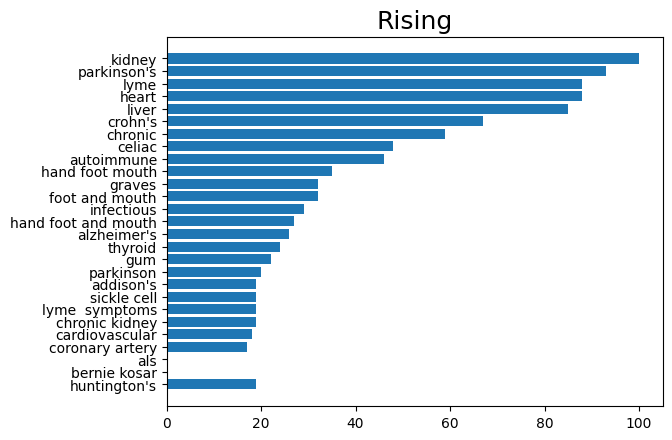 Rising
kidney
parkinson's
lyme
heart
liver
crohn's
chronic
celiac
autoimmune
hand foot mouth
graves
foot and mouth
infectious
hand foot and mouth
alzheimer's
thyroid
gum
parkinson
addison's
sickle cell
lyme  symptoms
chronic kidney
cardiovascular
coronary artery
als
bernie kosar
huntington's
0 20 40 60 80 100